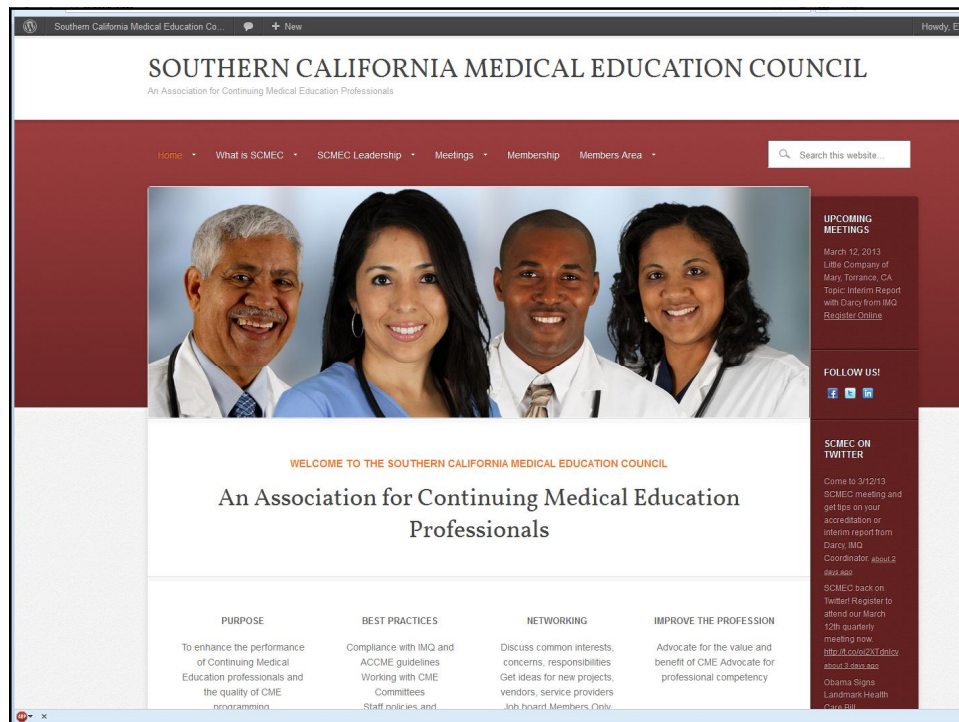 Southern California Medical Education Co...
+ New
Howdy, E
SOUTHERN CALIFORNIA MEDICAL EDUCATION COUNCIL
An Association for Continuing Medical Education Professionals
Home
What is SCMEC
SCMEC Leadership
Meetings
Membership
Members Area
Search this website...
UPCOMING
MEETINGS
March 12, 2013
Little Company of
Mary, Torrance, CA
Topic: Interim Report
with Darcy from IMQ
Register Online
FOLLOW US!
SCMEC ON
TWITTER
Come to 3/12/13
SCMEC meeting and
get tips on your
accreditation or
interim report from
Darcy, IMQ
Coordinator. about 2
days ago
SCMEC back on
Twitter! Register to
attend our March
12th quarterly
meeting now.
about 3 days ago
Obama Signs
Landmark Health
Care Bill
WELCOME TO THE SOUTHERN CALIFORNIA MEDICAL EDUCATION COUNCIL
An Association for Continuing Medical Education
Professionals
PURPOSE
To enhance the performance
of Continuing Medical
Education professionals and
the quality of CME
programming
BEST PRACTICES
Compliance with IMQ and
ACCME guidelines
Working with CME
Committees
Staff policies and
NETWORKING
Discuss common interests,
concerns, responsibilities
Get ideas for new projects,
vendors, service providers
Job board Members Only
IMPROVE THE PROFESSION
Advocate for the value and
benefit of CME Advocate for
professional competency
ABP